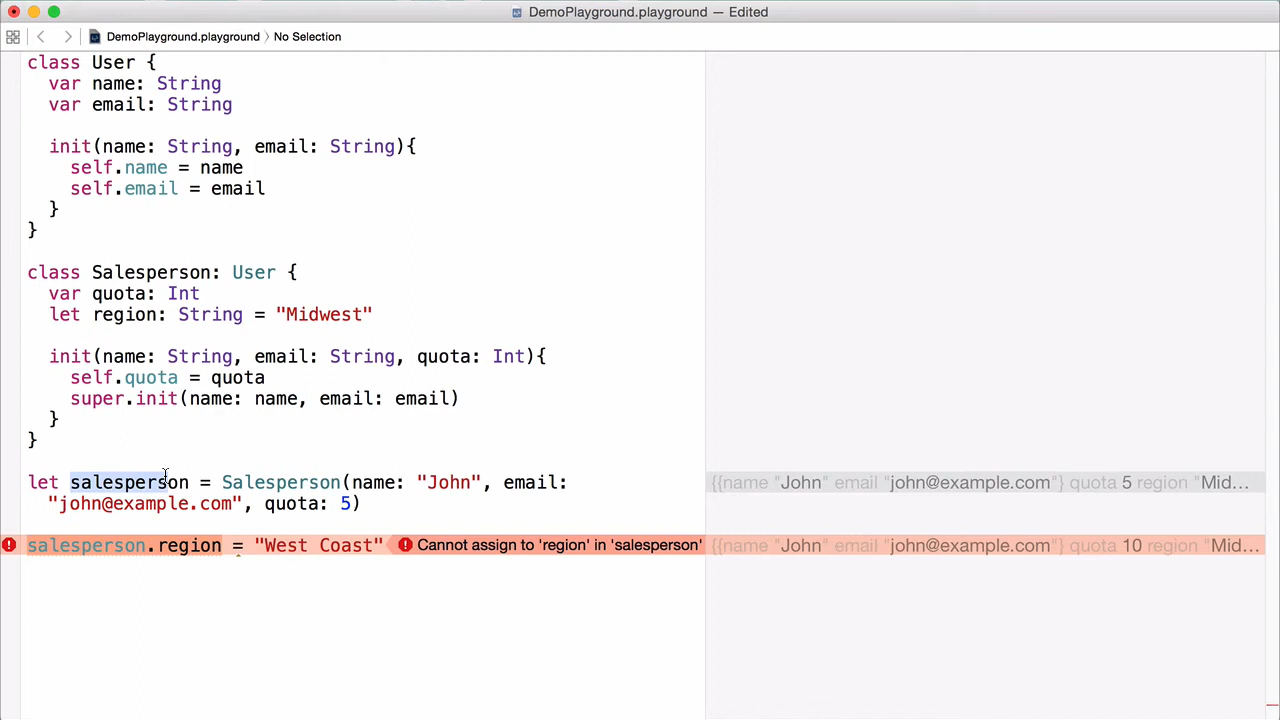 DemoPlayground.playground — Edited
DemoPlayground.playground 〉 No Selection
class User {
  var name: String
  var email: String
  init(name: String, email: String){
    self.name = name
    self.email = email
  }
}
class Salesperson: User {
  var quota: Int
  let region: String = "Midwest"
  init(name: String, email: String, quota: Int){
    self.quota = quota
    super.init(name: name, email: email)
  }
}
let salesperson = Salesperson(name: "John", email:
  "john@example.com", quota: 5)
{{name "John" email "john@example.com"} quota 5 region "Mid…
salesperson.region = "West Coast" Cannot assign to 'region' in 'salesperson'
{{name "John" email "john@example.com"} quota 10 region "Mid…